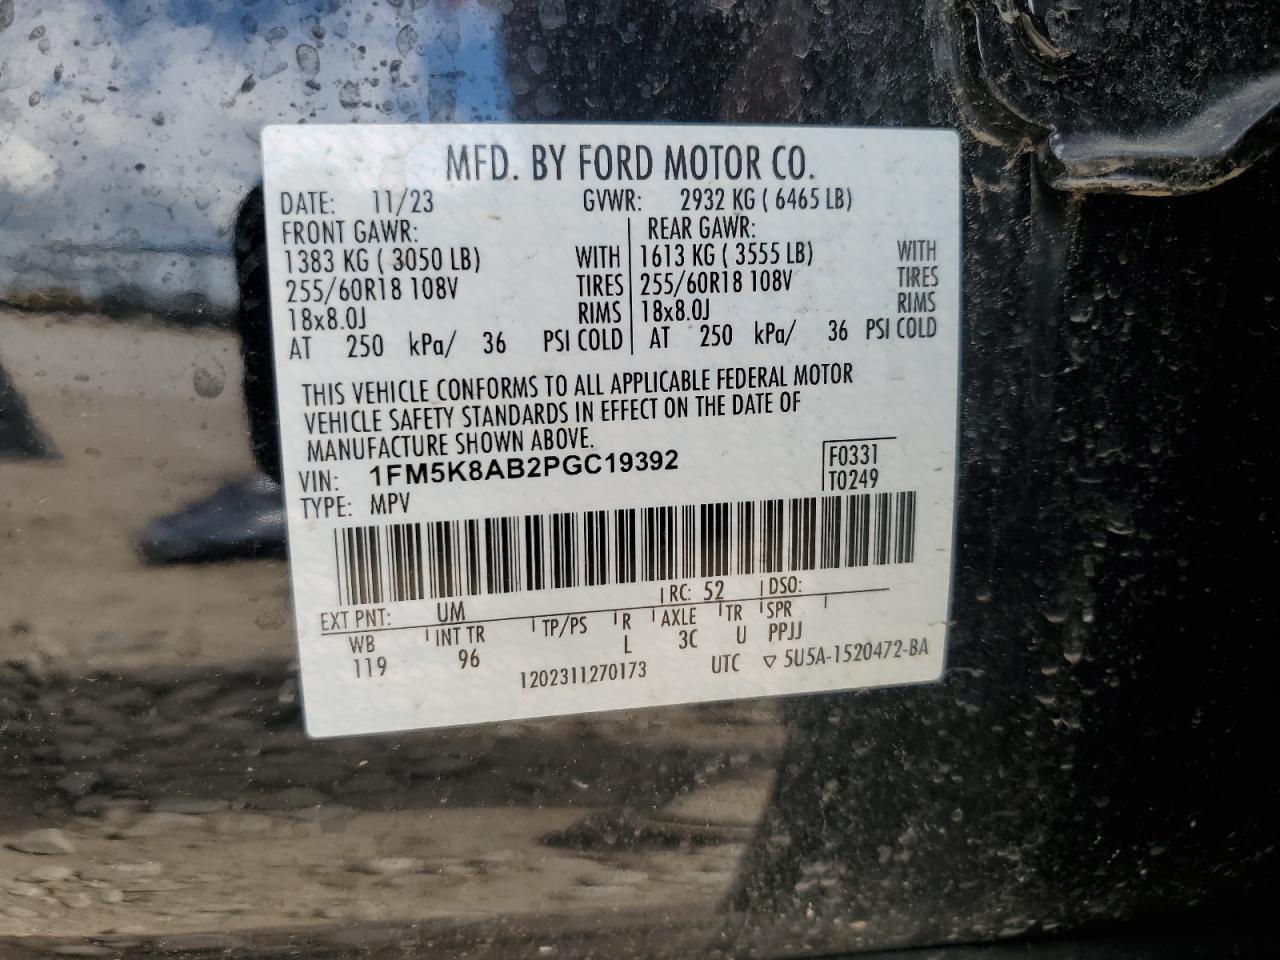 MFD. BY FORD MOTOR CO.
DATE: 11/23 GVWR: 2932 KG ( 6465 LB)
FRONT GAWR: REAR GAWR:
1383 KG ( 3050 LB) WITH 1613 KG ( 3555 LB) WITH
255/60R18 108V TIRES 255/60R18 108V TIRES
18x8.0J RIMS 18x8.0J RIMS
AT 250 kPa/ 36 PSI COLD AT 250 kPa/ 36 PSI COLD
THIS VEHICLE CONFORMS TO ALL APPLICABLE FEDERAL MOTOR
VEHICLE SAFETY STANDARDS IN EFFECT ON THE DATE OF
MANUFACTURE SHOWN ABOVE.
VIN: 1FM5K8AB2PGC19392 F0331
TYPE: MPV T0249
EXT PNT: UM RC: 52 DSO:
WB INT TR TP/PS R AXLE TR SPR
119 96 L 3C U PPJJ
1202311270173 UTC ▽ 5U5A-1520472-BA